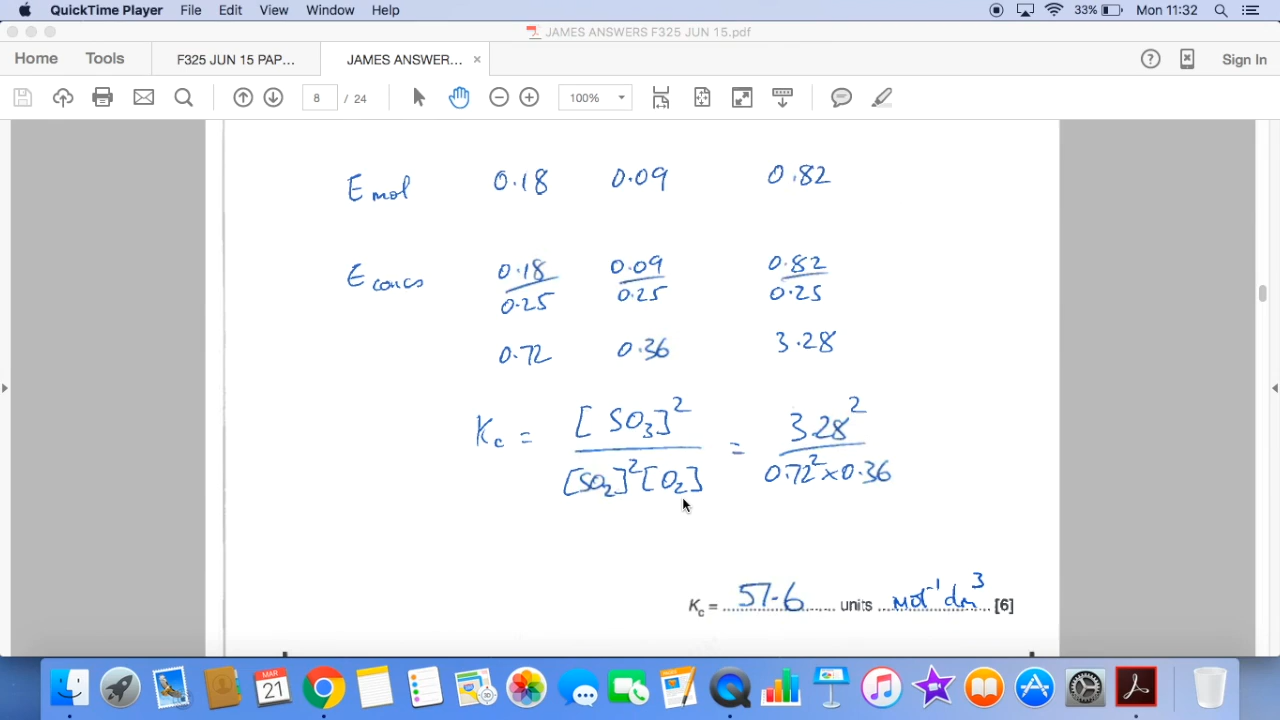 QuickTime Player File Edit View Window Help 33% Mon 11:32
JAMES ANSWERS F325 JUN 15.pdf
Home Tools F325 JUN 15 PAP... JAMES ANSWER... × Sign In
8 / 24 100%
E mol 0.18 0.09 0.82
E concs 0.18/0.25 0.09/0.25 0.82/0.25
0.72 0.36 3.28
Kc = [SO₃]² / [SO₂]²[O₂] = 3.28² / 0.72² × 0.36
Kc = 57.6 units mol⁻¹ dm³ [6]
MAR
21